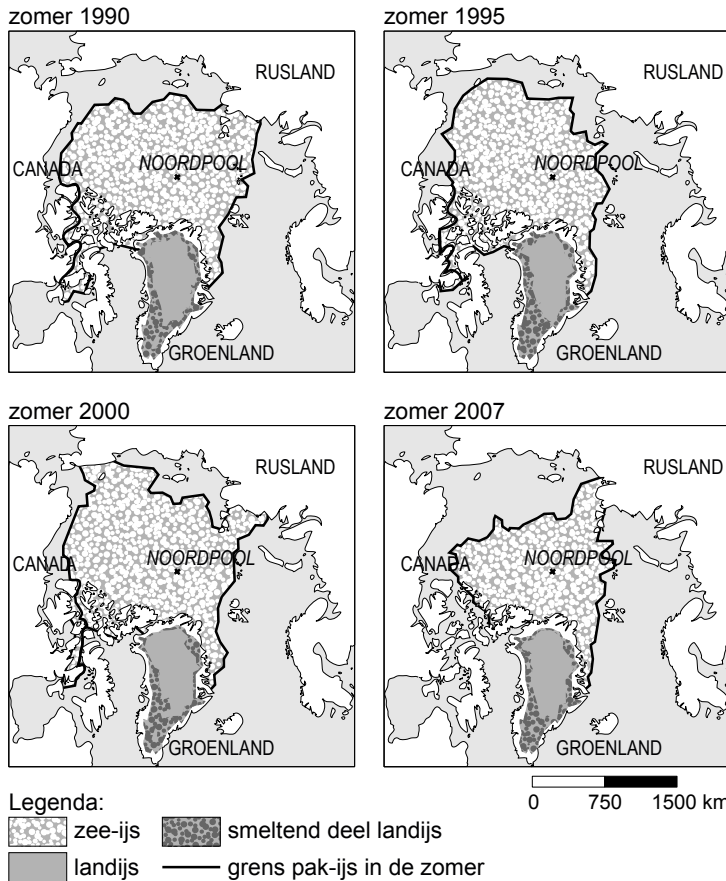 zomer 1990
RUSLAND
CANADA
NOORDPOOL
GROENLAND
zomer 1995
RUSLAND
CANADA
NOORDPOOL
GROENLAND
zomer 2000
RUSLAND
CANADA
NOORDPOOL
GROENLAND
zomer 2007
RUSLAND
CANADA
NOORDPOOL
GROENLAND
0 750 1500 km
Legenda:
zee-ijs
smeltend deel landijs
landijs
grens pak-ijs in de zomer